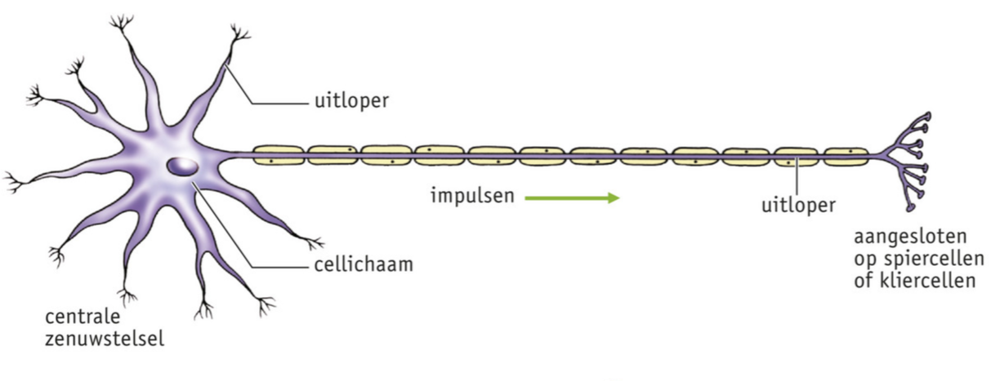 uitloper
impulsen
uitloper
cellichaam
aangesloten
op spiercellen
of kliercellen
centrale
zenuwstelsel